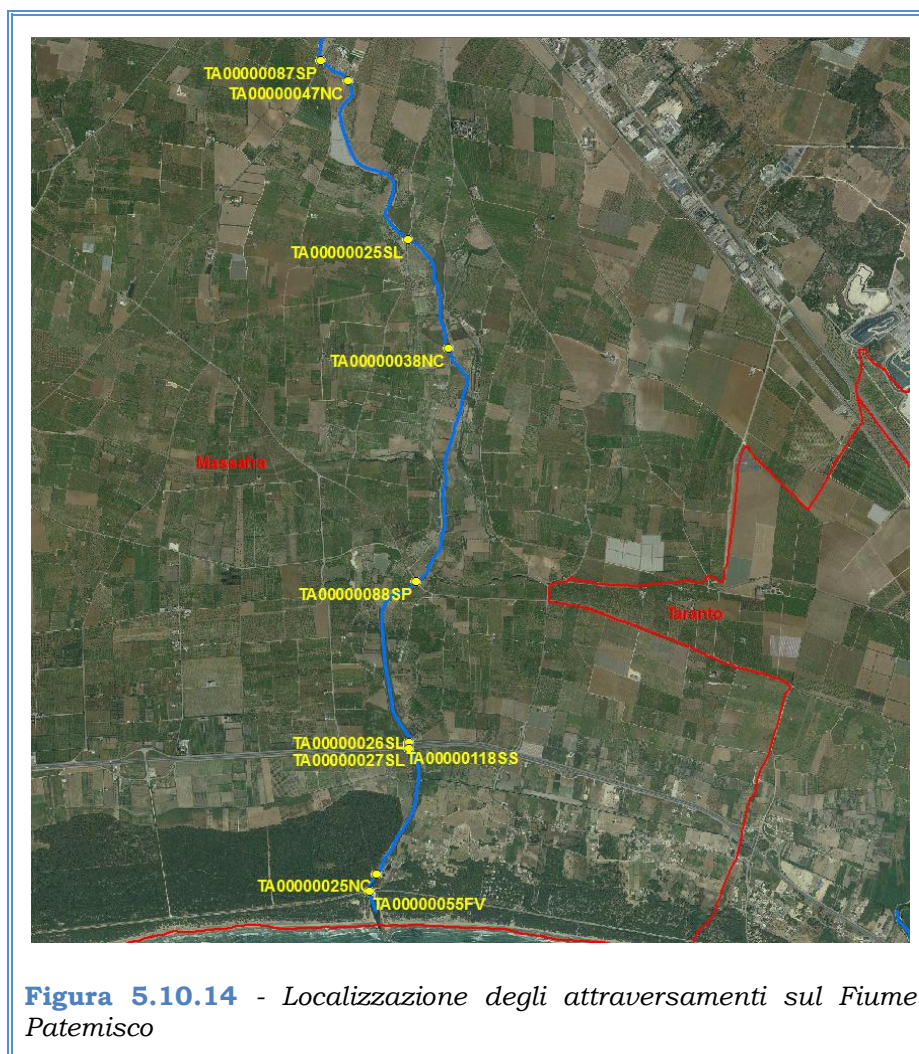 TA00000087SP
TA00000047NC
TA00000025SL
TA00000038NC
Massafra
TA00000088SP
Taranto
TA00000026SL
TA00000027SL
TA00000118SS
TA00000025NC
TA00000055FV
Figura 5.10.14 - Localizzazione degli attraversamenti sul Fiume
Patemisco